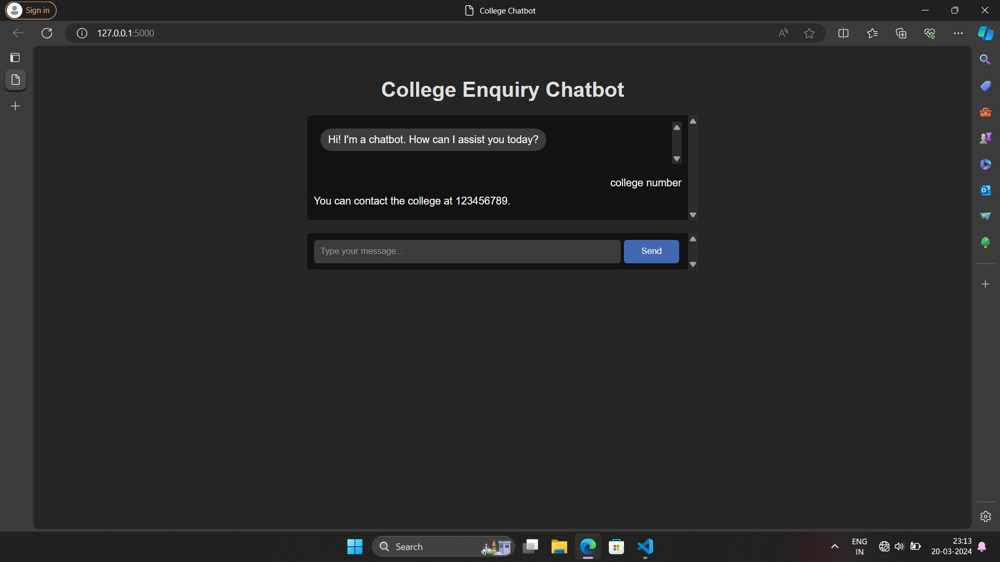 Sign in
College Chatbot
127.0.0.1:5000
College Enquiry Chatbot
Hi! I'm a chatbot. How can I assist you today?
college number
You can contact the college at 123456789.
Type your message...
Send
Search
ENG
IN
23:13
20-03-2024